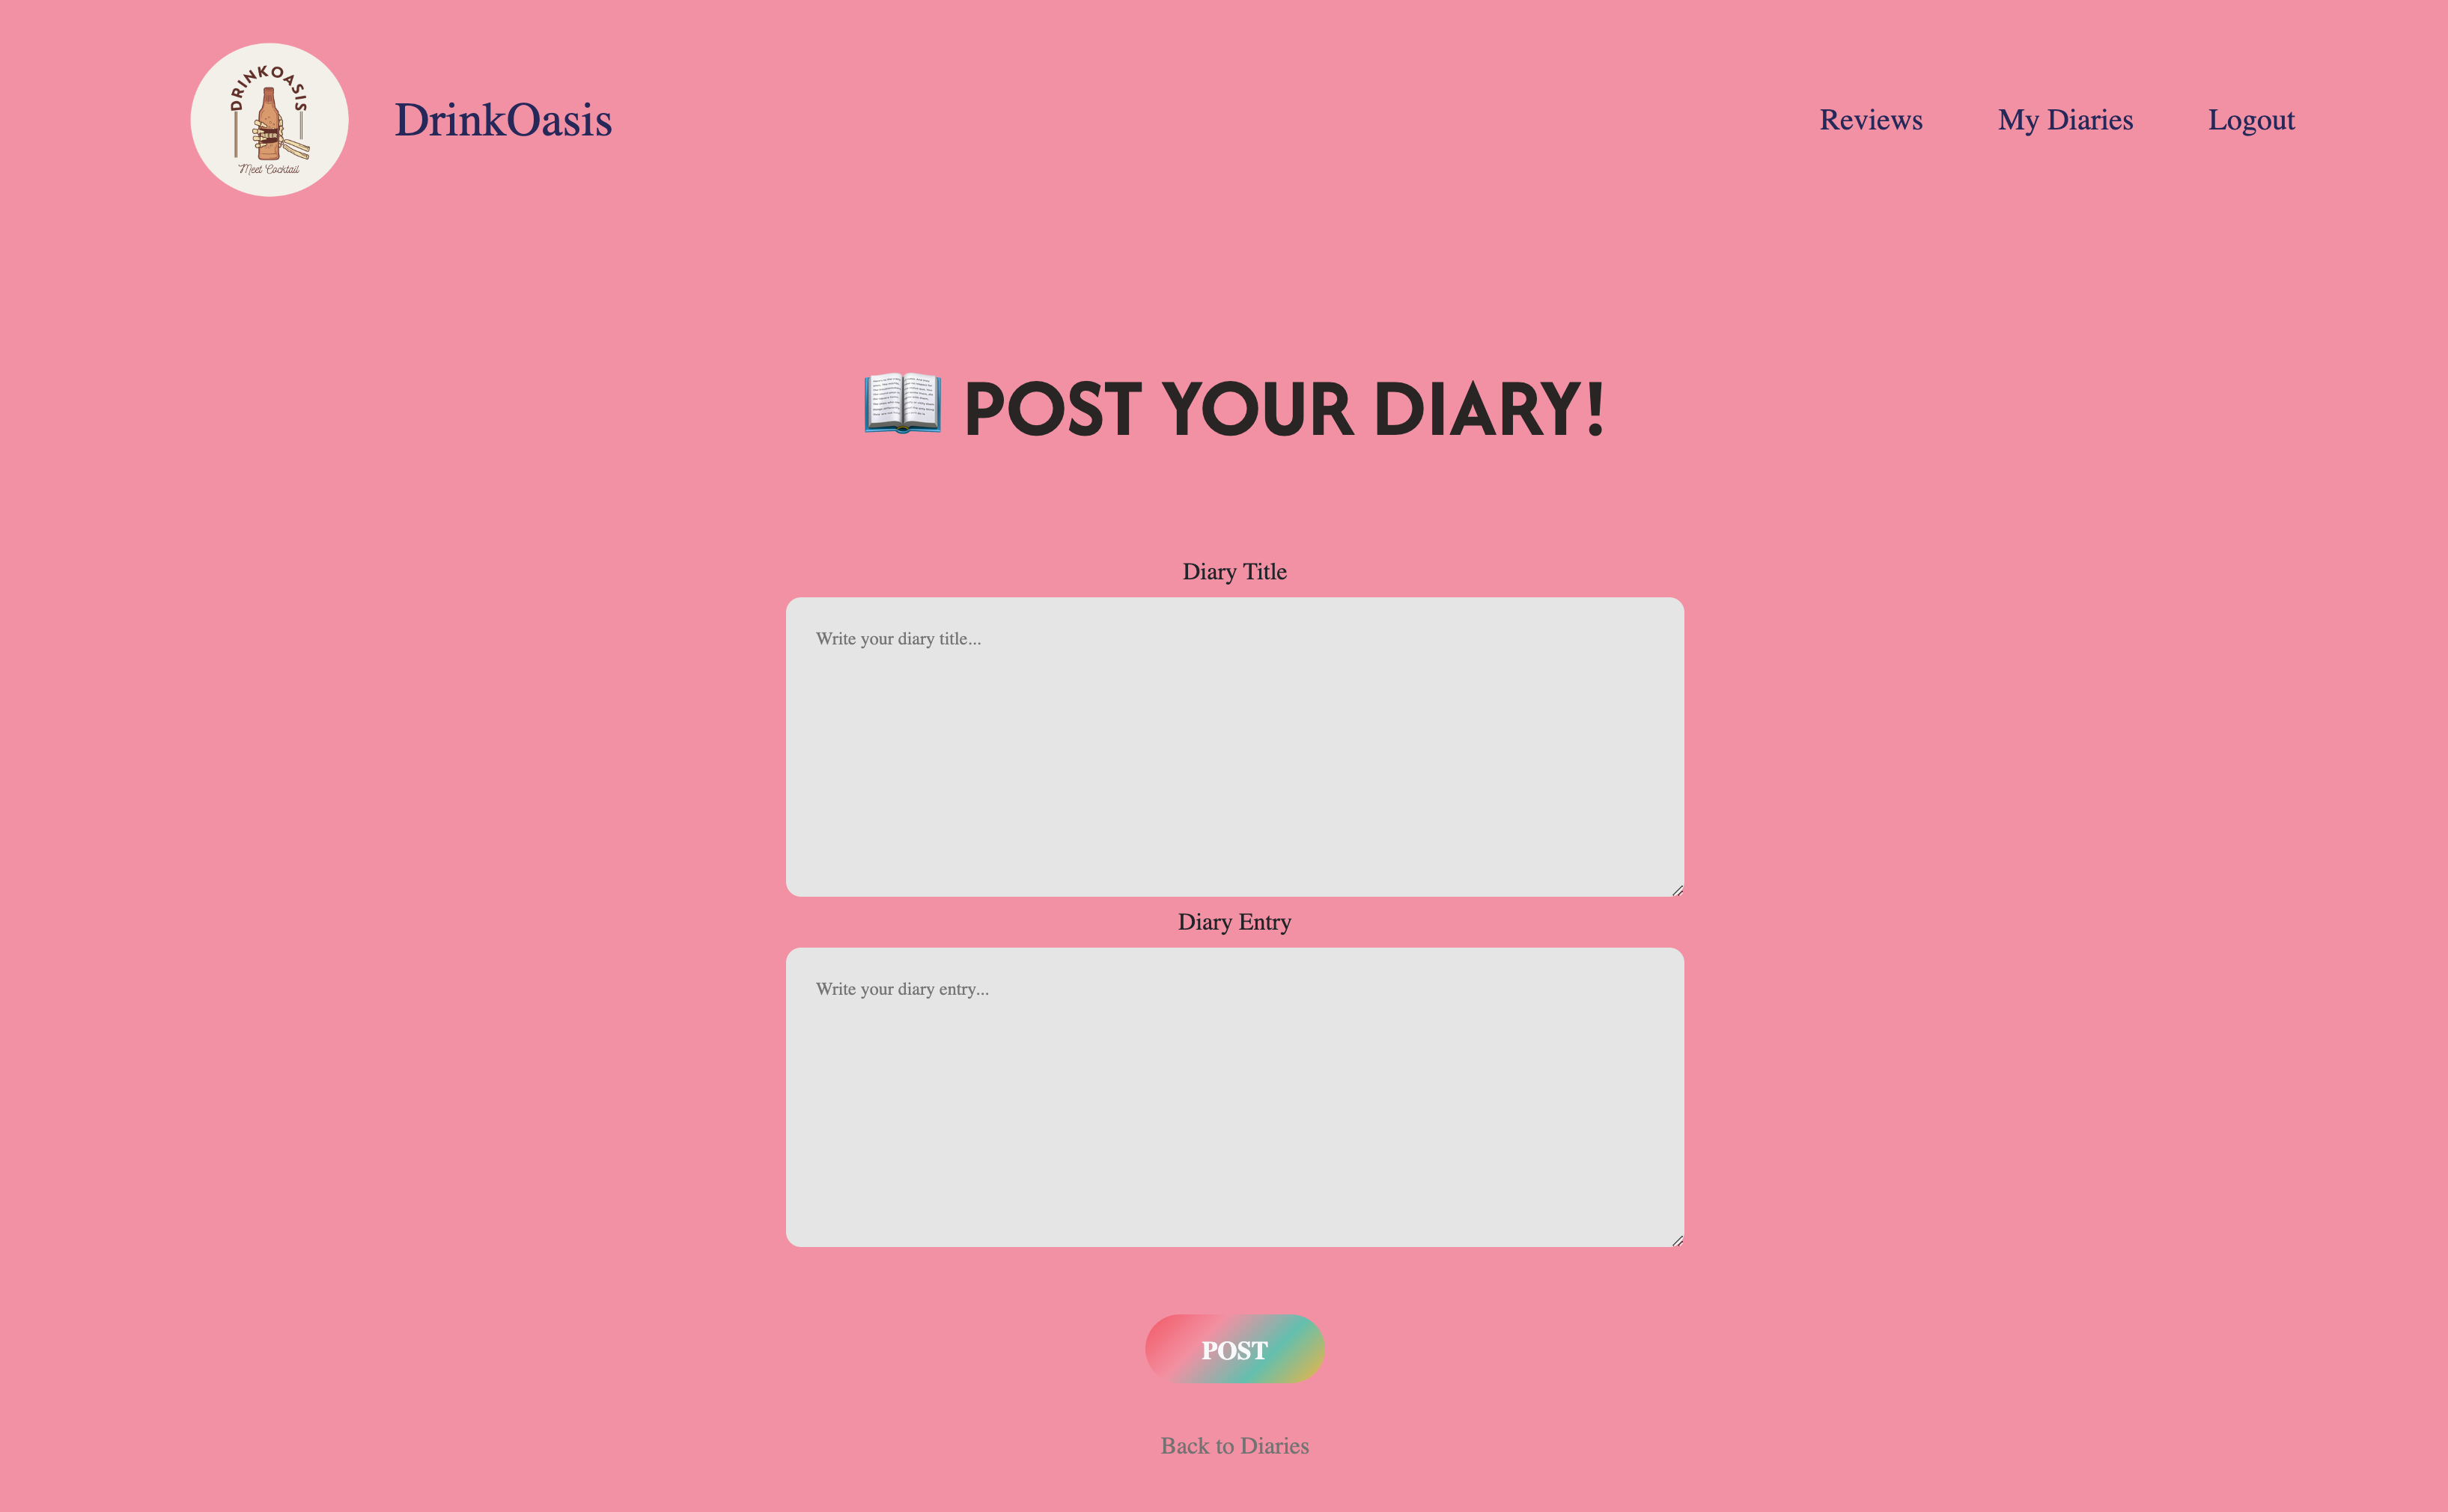 DRINKOASIS
Meet Cocktail
DrinkOasis
Reviews
My Diaries
Logout
📖 POST YOUR DIARY!
Diary Title
Write your diary title...
Diary Entry
Write your diary entry...
POST
Back to Diaries